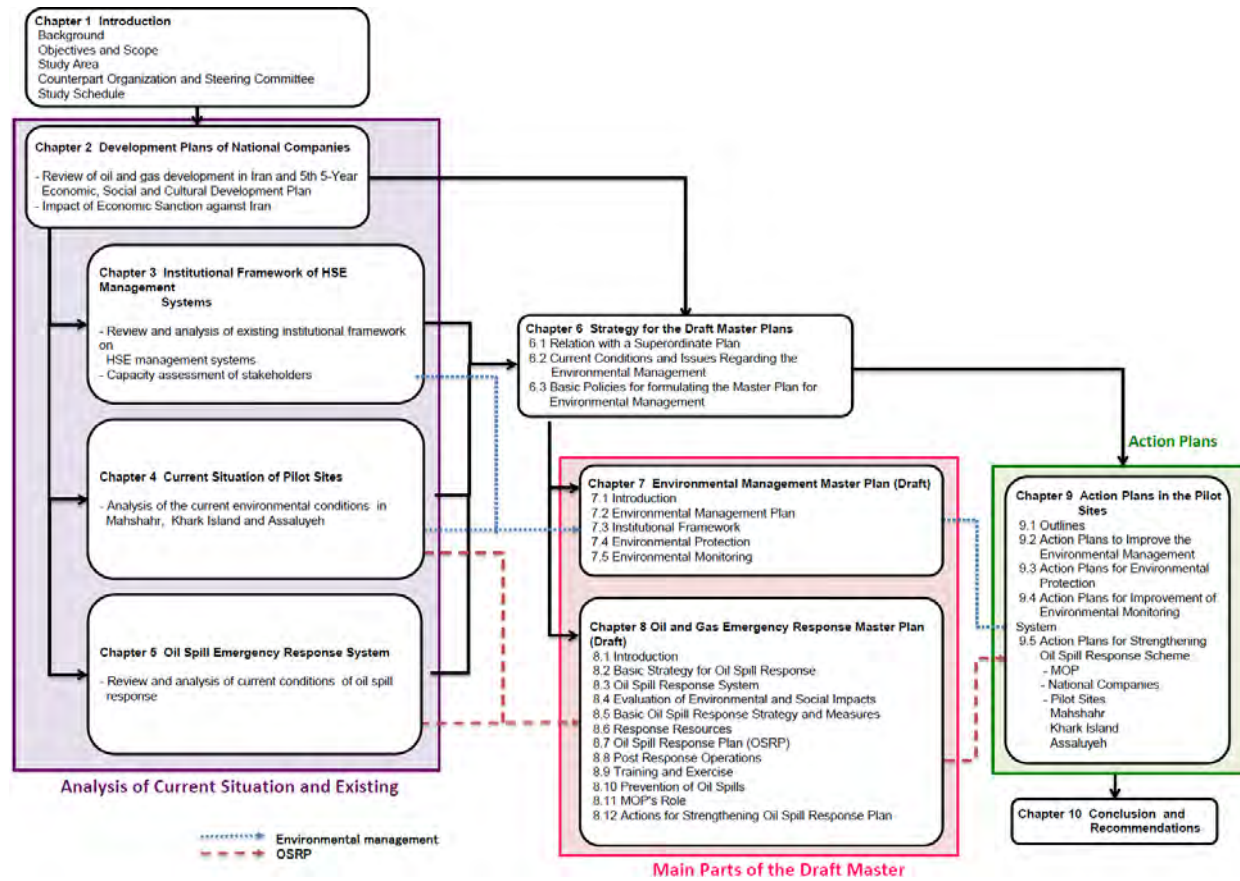 Chapter 1 Introduction
Background
Objectives and Scope
Study Area
Counterpart Organization and Steering Committee
Study Schedule
Chapter 2 Development Plans of National Companies
- Review of oil and gas development in Iran and 5th 5-Year
Economic, Social and Cultural Development Plan
- Impact of Economic Sanction against Iran
Chapter 3 Institutional Framework of HSE
Management
Systems
- Review and analysis of existing institutional framework
on
HSE management systems
- Capacity assessment of stakeholders
Chapter 4 Current Situation of Pilot Sites
- Analysis of the current environmental conditions in
Mahshahr, Khark Island and Assaluyeh
Chapter 5 Oil Spill Emergency Response System
- Review and analysis of current conditions of oil spill
response
Analysis of Current Situation and Existing
Chapter 6 Strategy for the Draft Master Plans
6.1 Relation with a Superordinate Plan
6.2 Current Conditions and Issues Regarding the
Environmental Management
6.3 Basic Policies for formulating the Master Plan for
Environmental Management
Chapter 7 Environmental Management Master Plan (Draft)
7.1 Introduction
7.2 Environmental Management Plan
7.3 Institutional Framework
7.4 Environmental Protection
7.5 Environmental Monitoring
Chapter 8 Oil and Gas Emergency Response Master Plan
(Draft)
8.1 Introduction
8.2 Basic Strategy for Oil Spill Response
8.3 Oil Spill Response System
8.4 Evaluation of Environmental and Social Impacts
8.5 Basic Oil Spill Response Strategy and Measures
8.6 Response Resources
8.7 Oil Spill Response Plan (OSRP)
8.8 Post Response Operations
8.9 Training and Exercise
8.10 Prevention of Oil Spills
8.11 MOP's Role
8.12 Actions for Strengthening Oil Spill Response Plan
Main Parts of the Draft Master
Action Plans
Chapter 9 Action Plans in the Pilot
Sites
9.1 Outlines
9.2 Action Plans to Improve the
Environmental Management
9.3 Action Plans for Environmental
Protection
9.4 Action Plans for Improvement of
Environmental Monitoring
System
9.5 Action Plans for Strengthening
Oil Spill Response Scheme
- MOP
- National Companies
- Pilot Sites
Mahshahr
Khark Island
Assaluyeh
Chapter 10 Conclusion and
Recommendations
Environmental management
OSRP